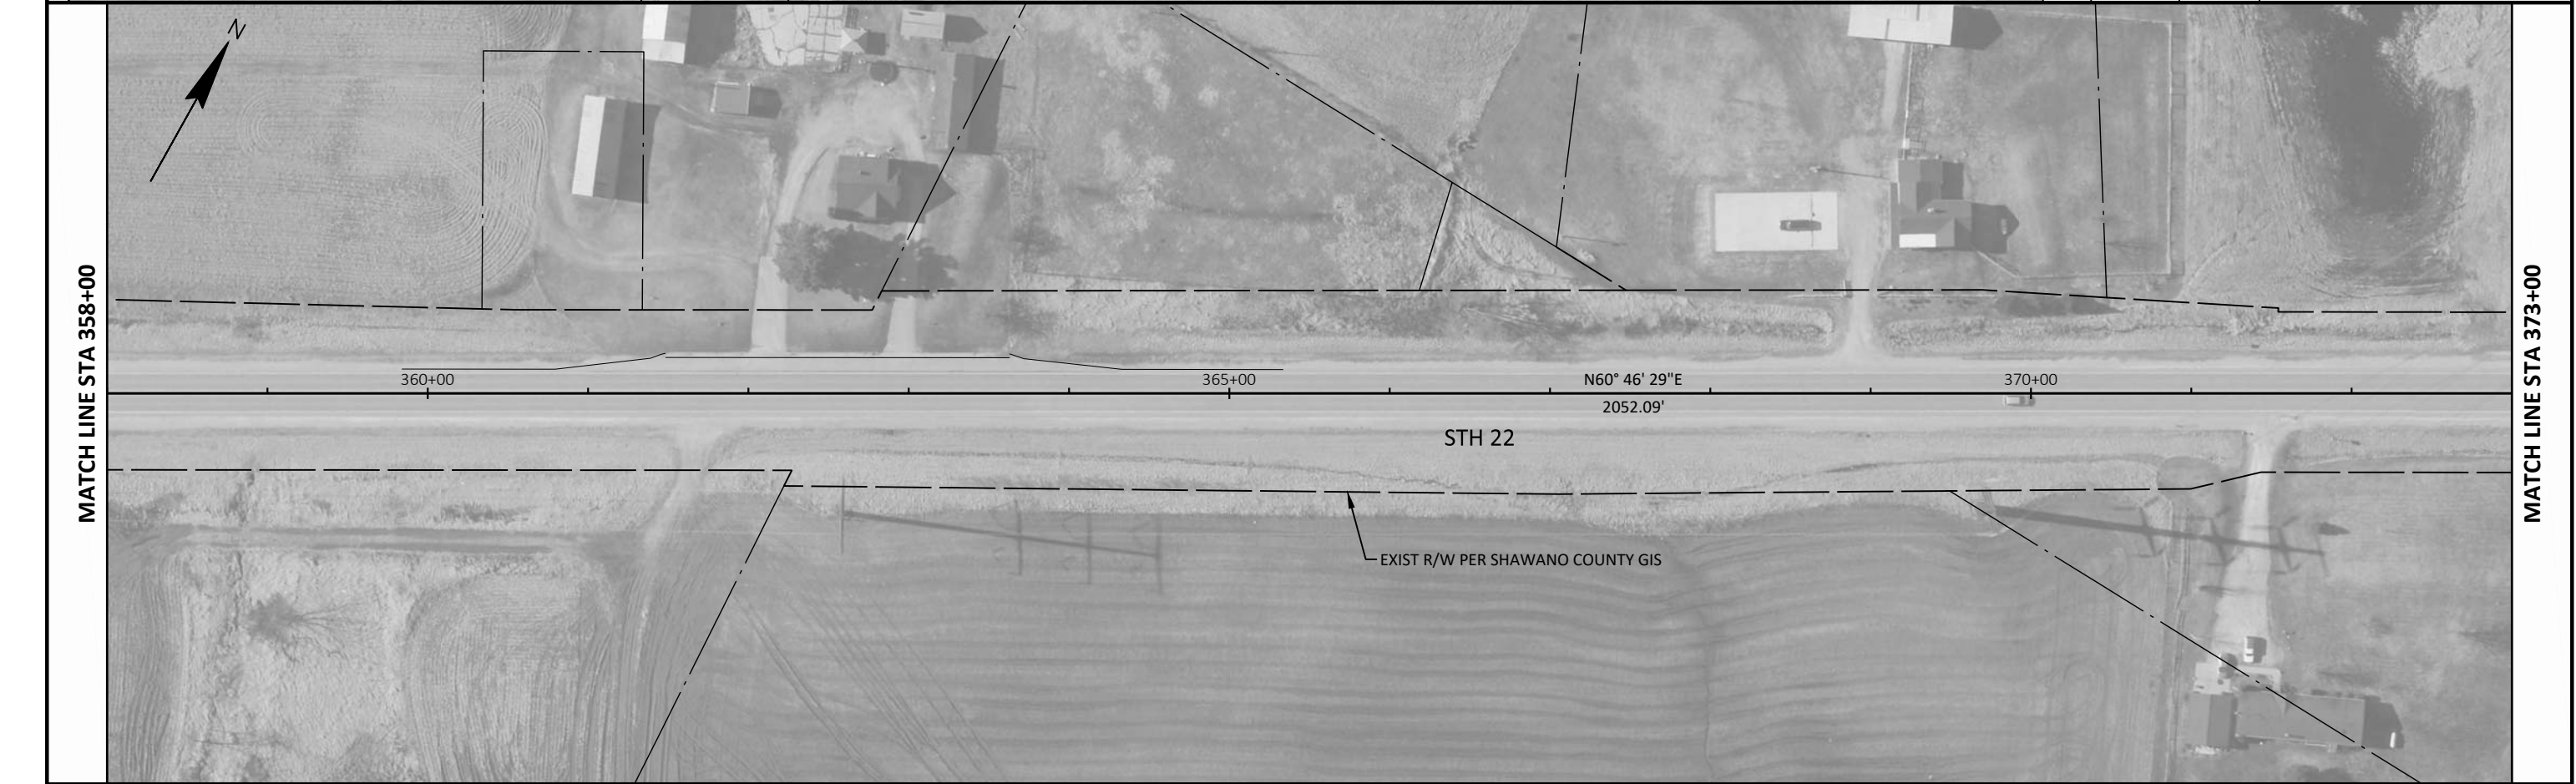 N
MATCH LINE STA 358+00
MATCH LINE STA 373+00
360+00
365+00
N60° 46' 29"E
370+00
2052.09'
STH 22
EXIST R/W PER SHAWANO COUNTY GIS